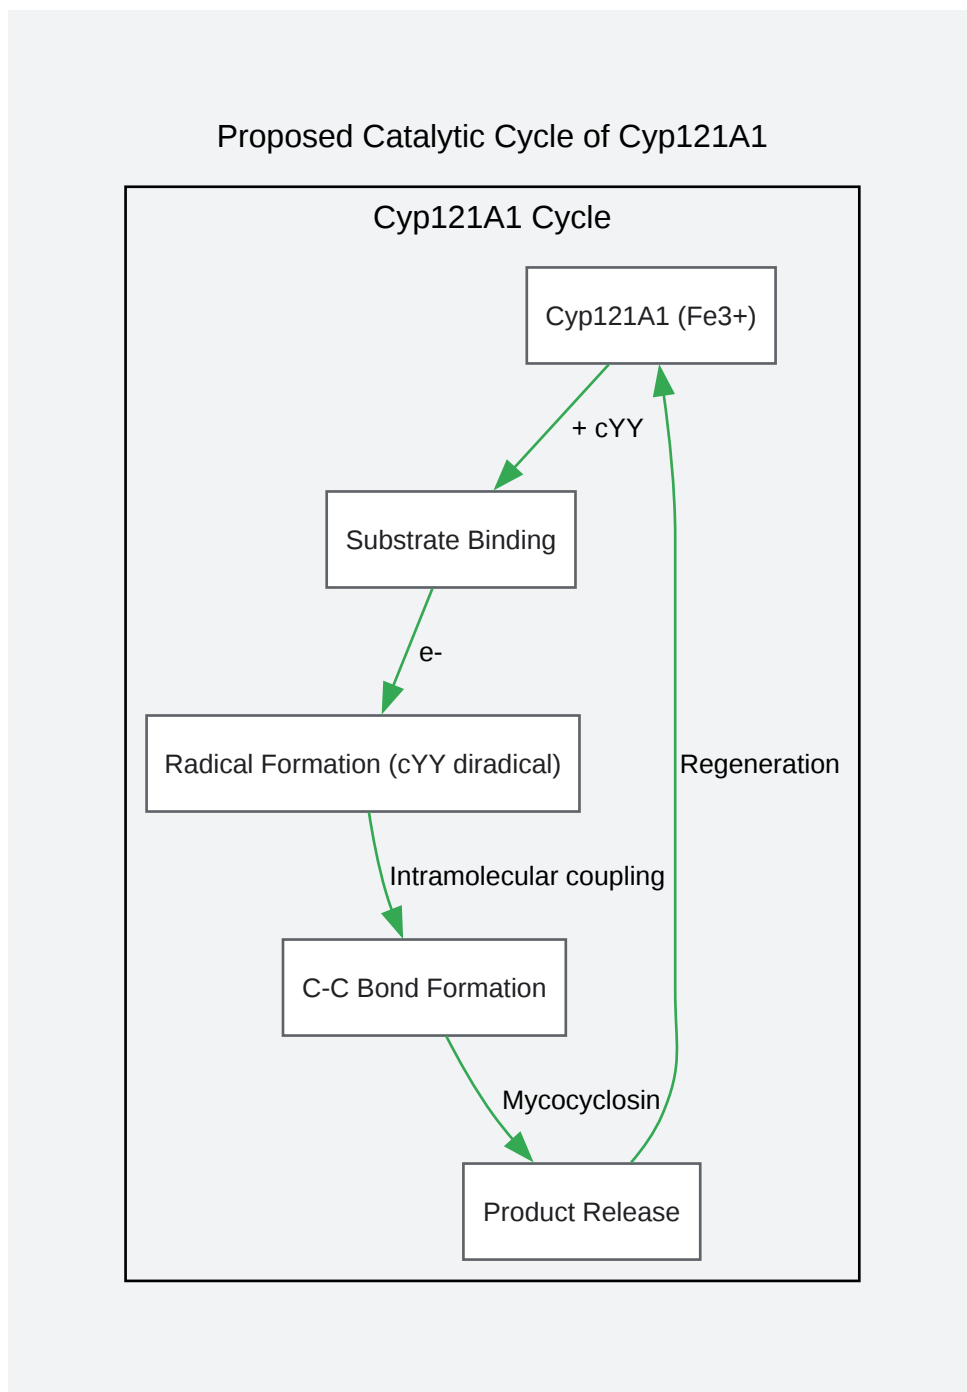 Proposed Catalytic Cycle of Cyp121A1
Cyp121A1 Cycle
Cyp121A1 (Fe3+)
+ cYY
Substrate Binding
e-
Radical Formation (cYY diradical)
Regeneration
Intramolecular coupling
C-C Bond Formation
Mycocyclosin
Product Release